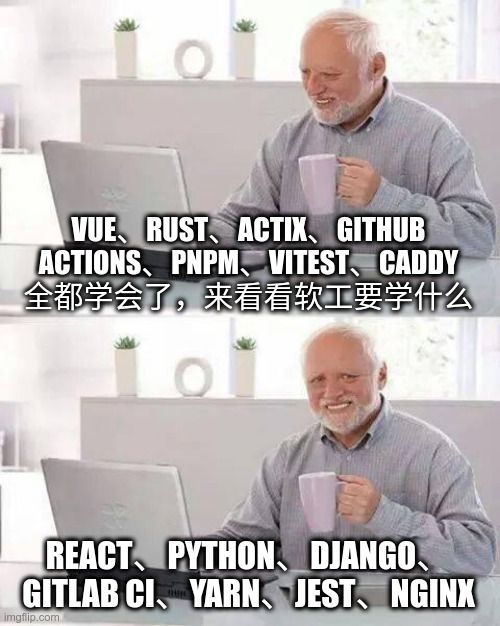 VUE、RUST、ACTIX、GITHUB
ACTIONS、PNPM、VITEST、CADDY
全都学会了，来看看软工要学什么
REACT、PYTHON、DJANGO、
GITLAB CI、YARN、JEST、NGINX
imgflip.com